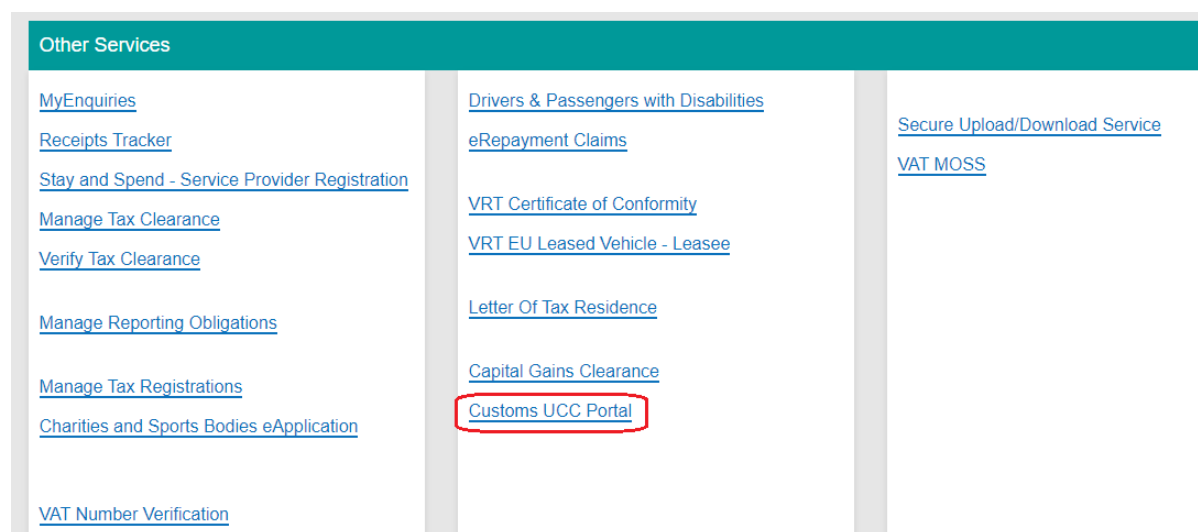 Other Services
MyEnquiries
Receipts Tracker
Stay and Spend - Service Provider Registration
Manage Tax Clearance
Verify Tax Clearance
Manage Reporting Obligations
Manage Tax Registrations
Charities and Sports Bodies eApplication
VAT Number Verification
Drivers & Passengers with Disabilities
eRepayment Claims
VRT Certificate of Conformity
VRT EU Leased Vehicle - Leasee
Letter Of Tax Residence
Capital Gains Clearance
Customs UCC Portal
Secure Upload/Download Service
VAT MOSS